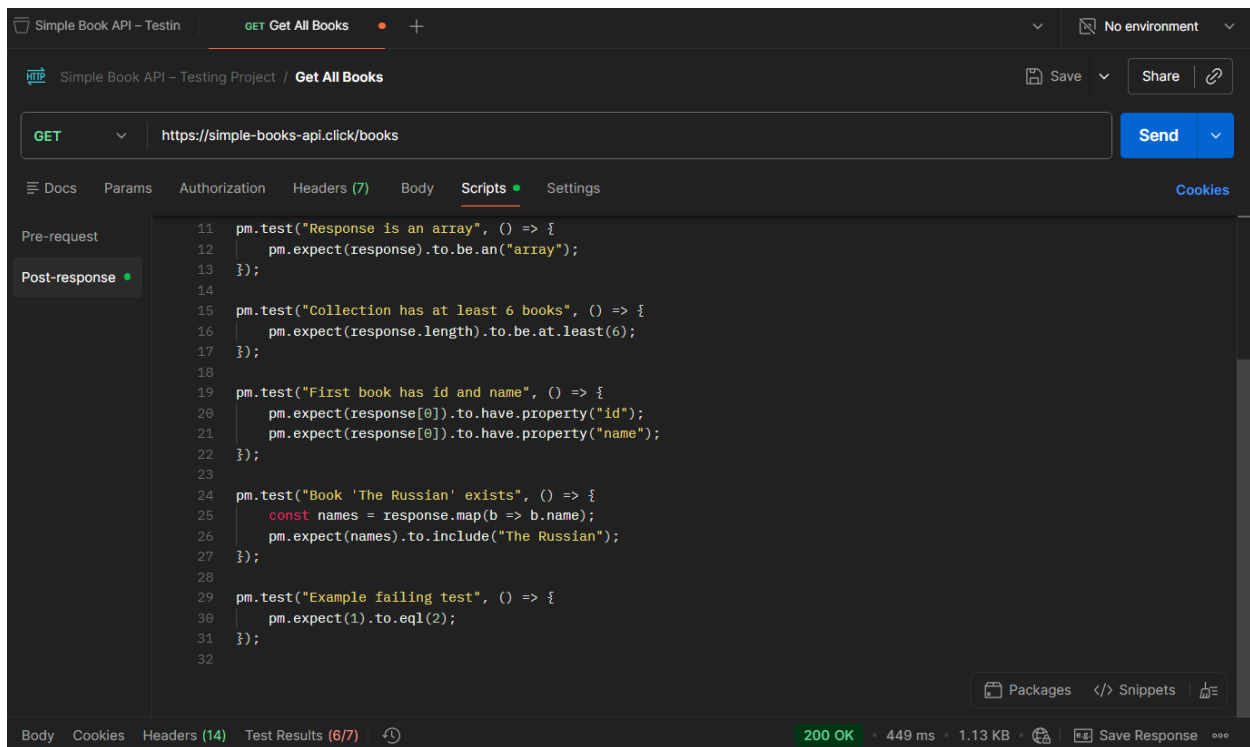 Simple Book API – Testin
GET Get All Books
No environment
HTTP Simple Book API – Testing Project / Get All Books
Save
Share
GET
https://simple-books-api.click/books
Send
Docs Params Authorization Headers (7) Body Scripts Settings
Cookies
Pre-request
Post-response
11 pm.test("Response is an array", () => {
12     pm.expect(response).to.be.an("array");
13 });
14
15 pm.test("Collection has at least 6 books", () => {
16     pm.expect(response.length).to.be.at.least(6);
17 });
18
19 pm.test("First book has id and name", () => {
20     pm.expect(response[0]).to.have.property("id");
21     pm.expect(response[0]).to.have.property("name");
22 });
23
24 pm.test("Book 'The Russian' exists", () => {
25     const names = response.map(b => b.name);
26     pm.expect(names).to.include("The Russian");
27 });
28
29 pm.test("Example failing test", () => {
30     pm.expect(1).to.eql(2);
31 });
32
Packages </> Snippets
Body Cookies Headers (14) Test Results (6/7)
200 OK • 449 ms • 1.13 KB • e.g. Save Response